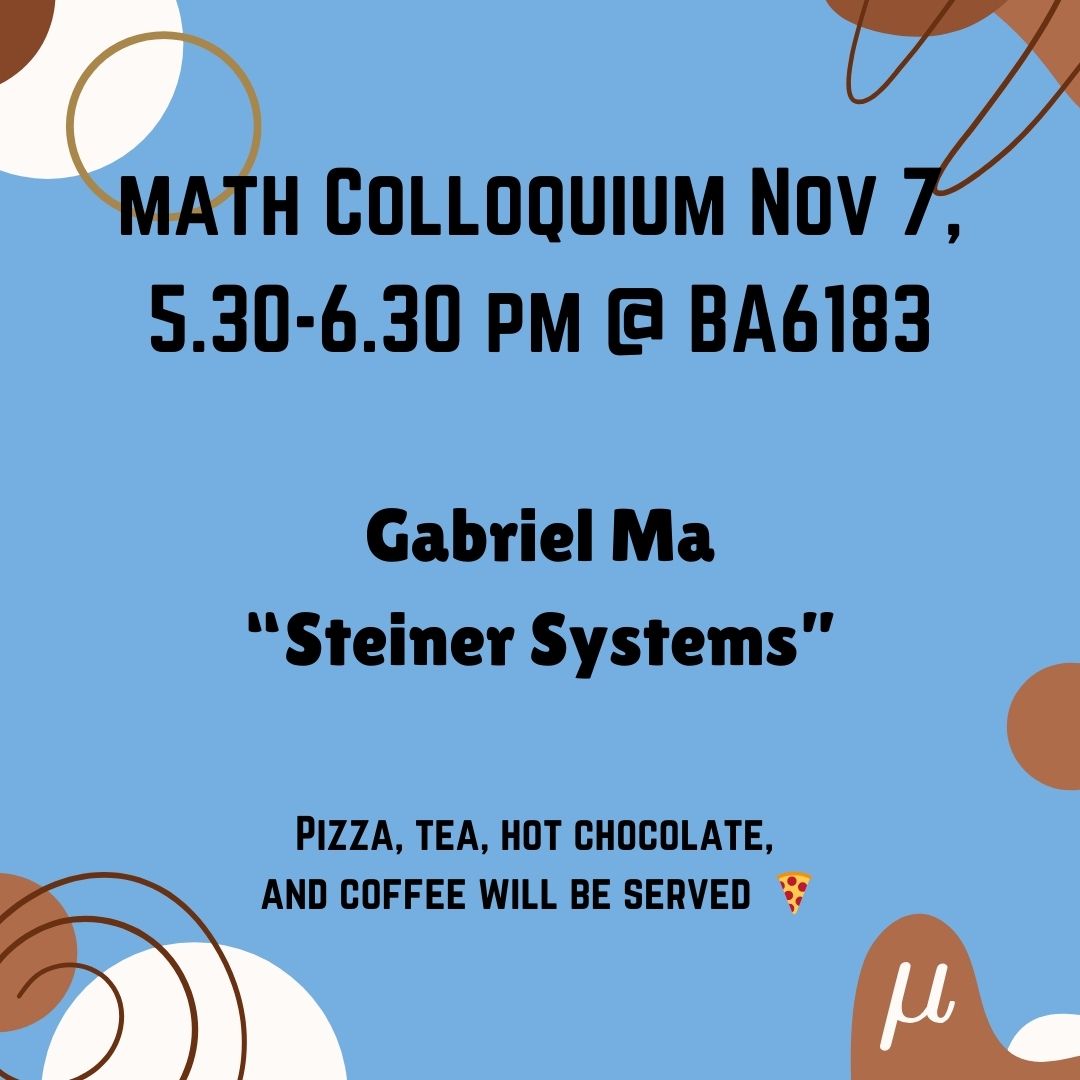 math Colloquium Nov 7,
5.30-6.30 pm @ BA6183
Gabriel Ma
“Steiner Systems”
Pizza, tea, hot chocolate,
and coffee will be served 🍕
μ